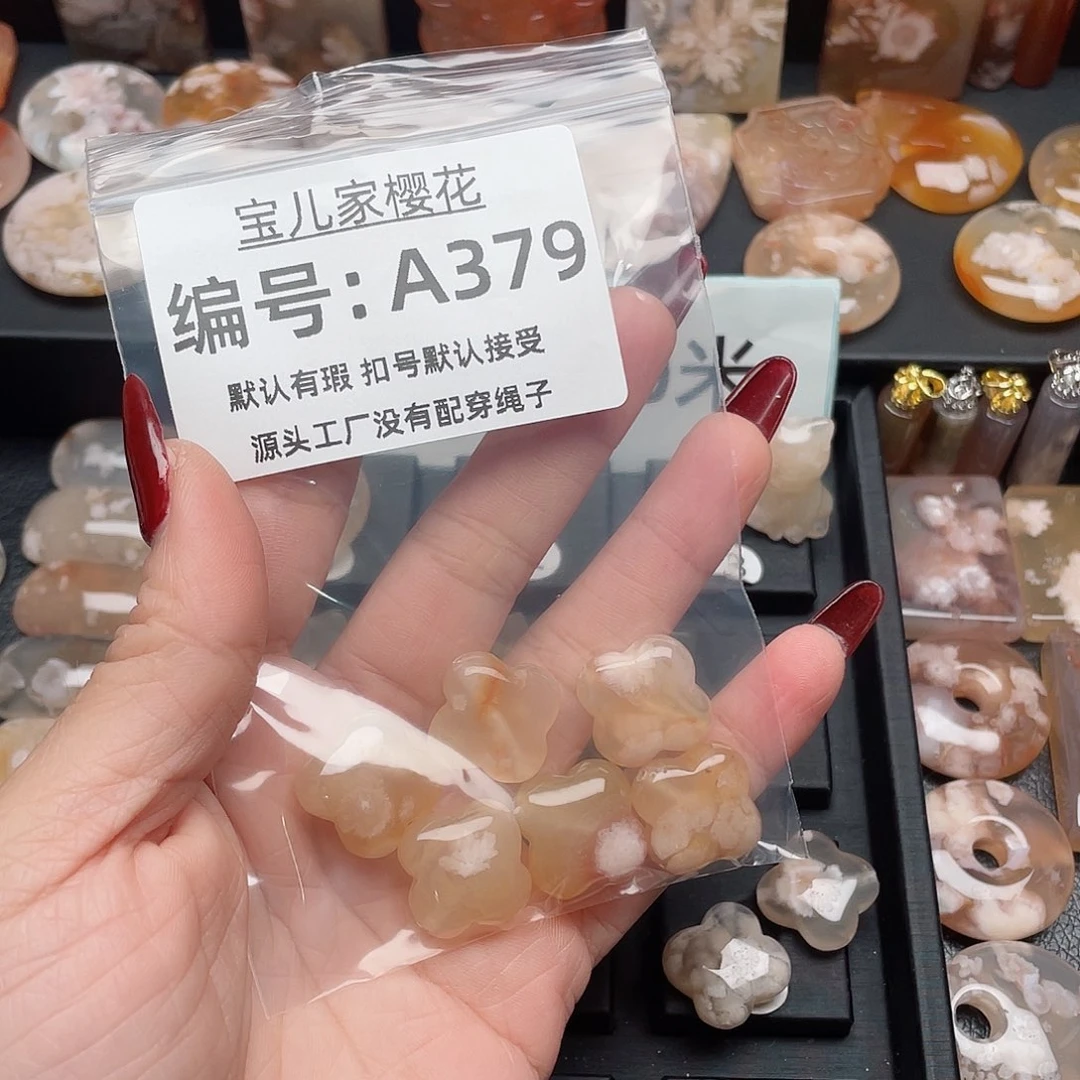 宝儿家樱花
编号：A379
默认有瑕 扣号默认接受
源头工厂没有配穿绳子
米